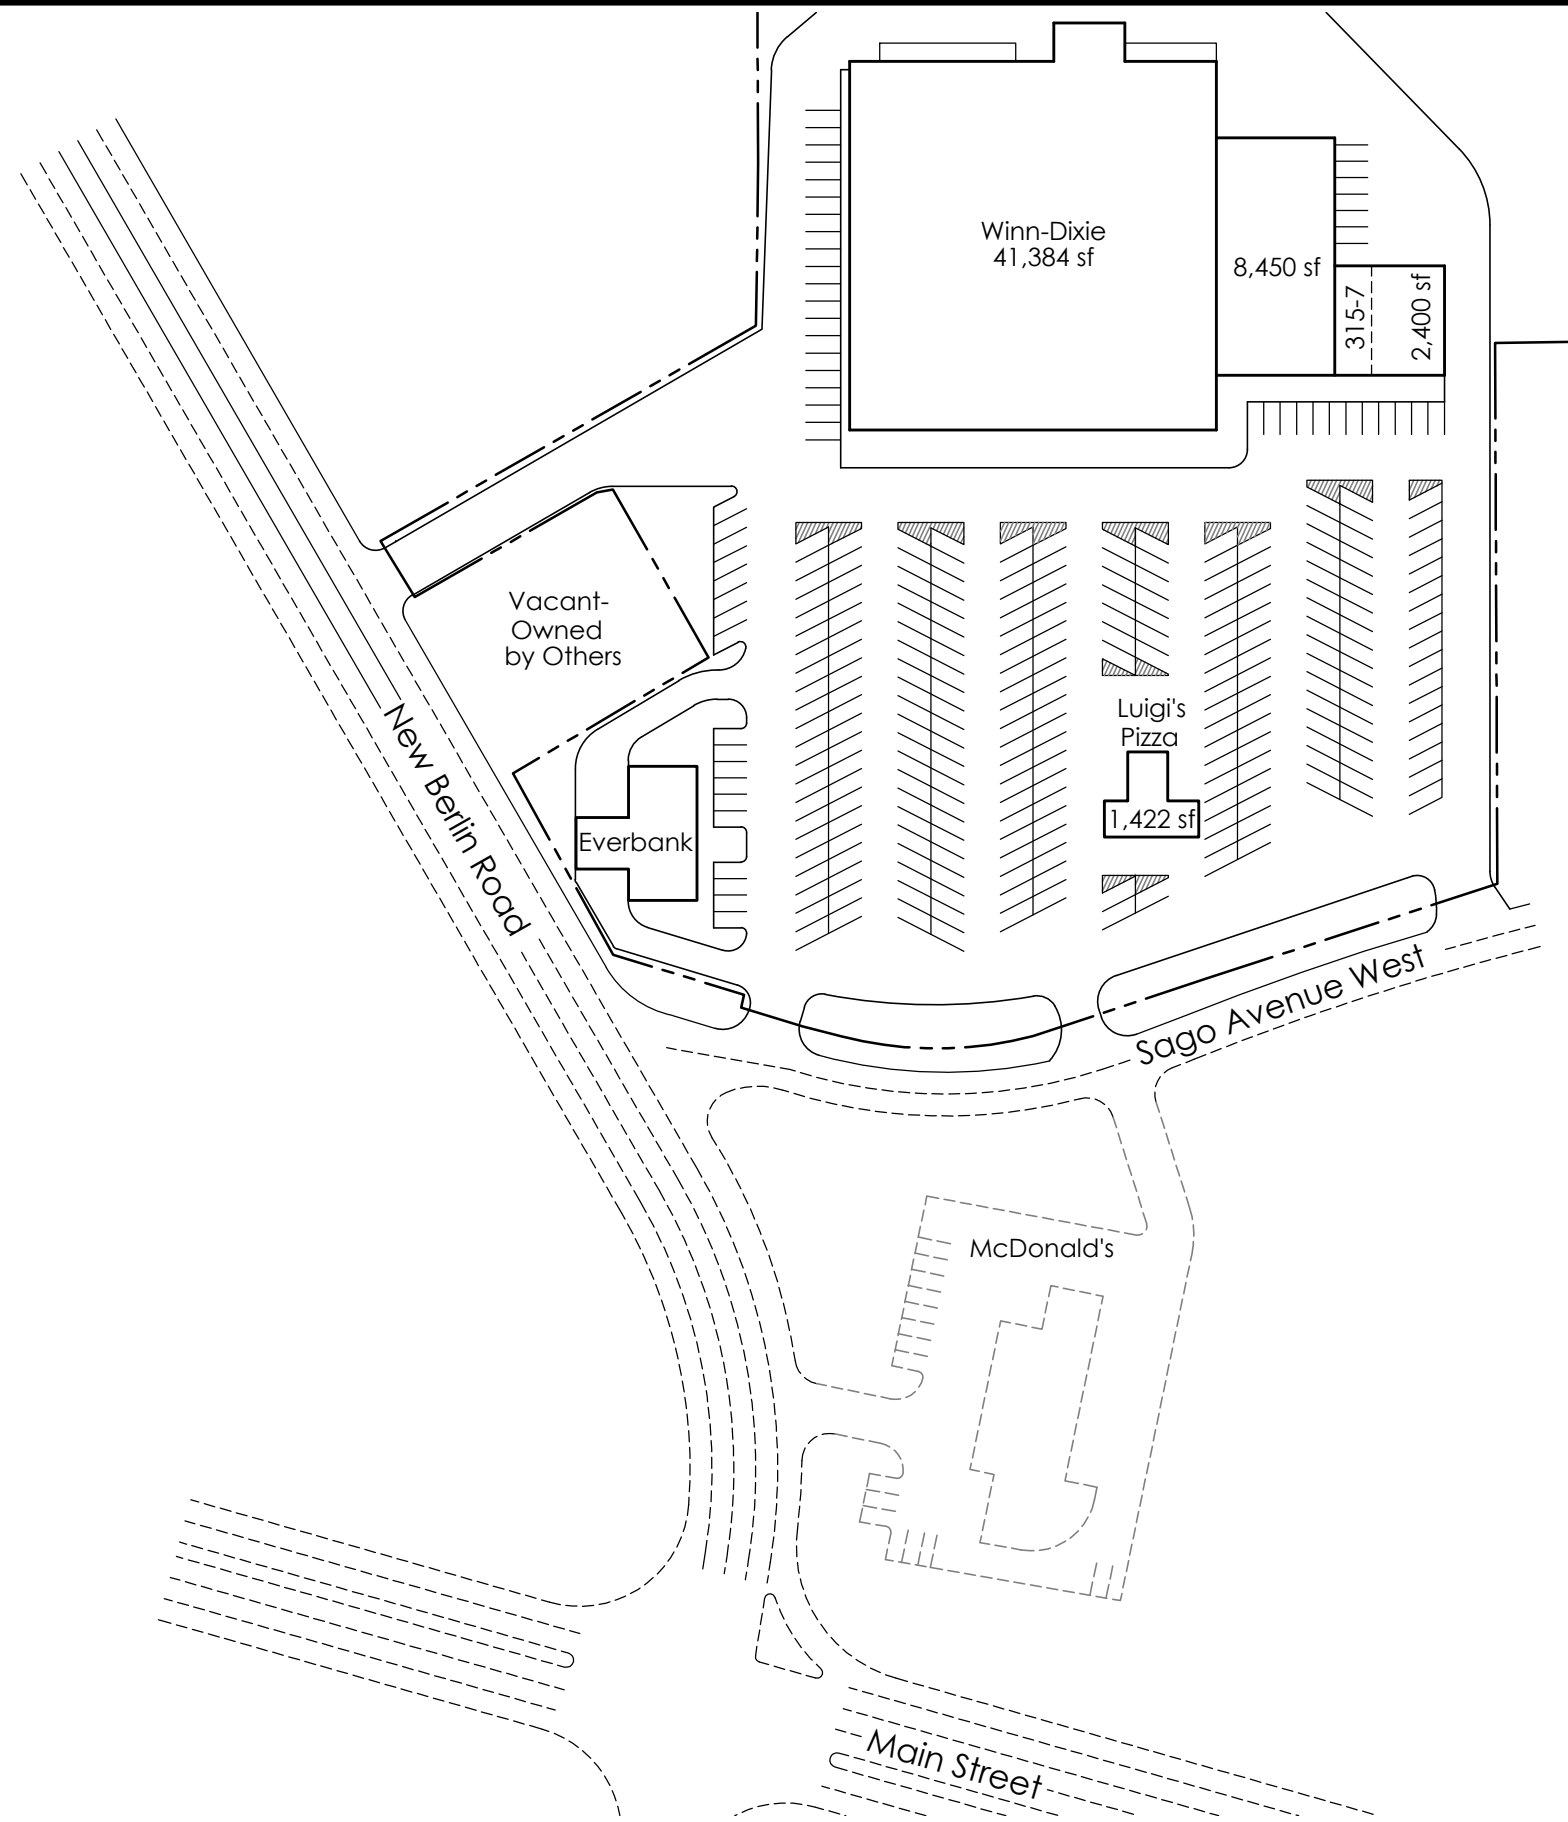 Winn-Dixie
41,384 sf
8,450 sf
315-7
2,400 sf
Vacant-
Owned
by Others
Luigi's
Pizza
1,422 sf
Everbank
New Berlin Road
Sago Avenue West
McDonald's
Main Street